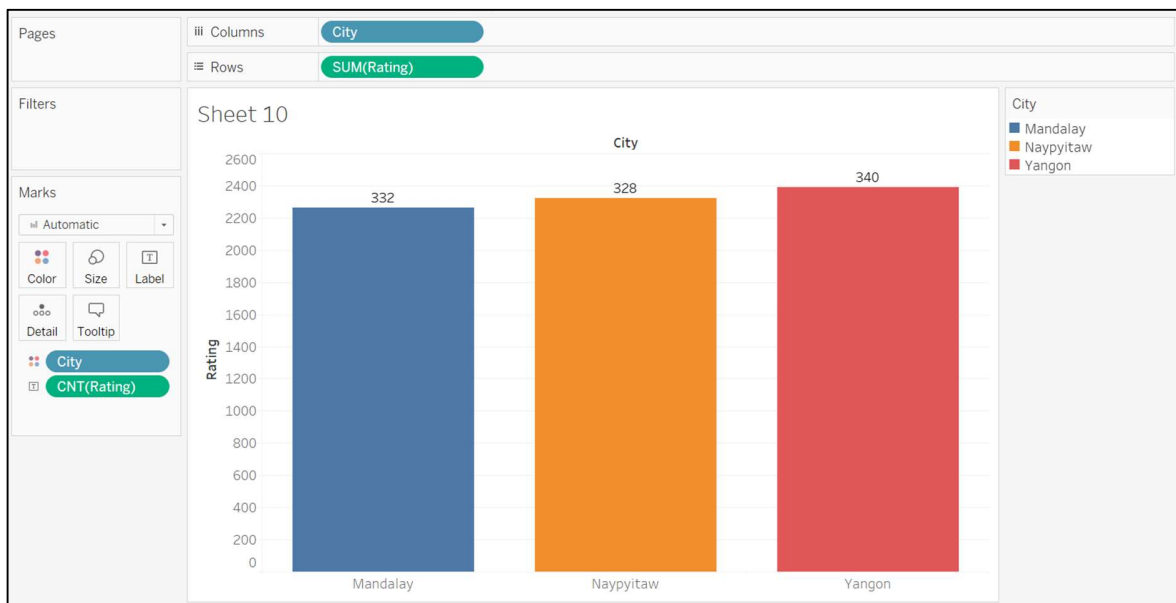 Pages
iii Columns
City
Rows
SUM(Rating)
Filters
Marks
Automatic
Color
Size
T
Label
Detail
Tooltip
City
T
CNT(Rating)
Sheet 10
City
2600
2400
2200
2000
1800
1600
1400
1200
1000
800
600
400
200
0
Rating
332
328
340
Mandalay
Naypyitaw
Yangon
City
Mandalay
Naypyitaw
Yangon